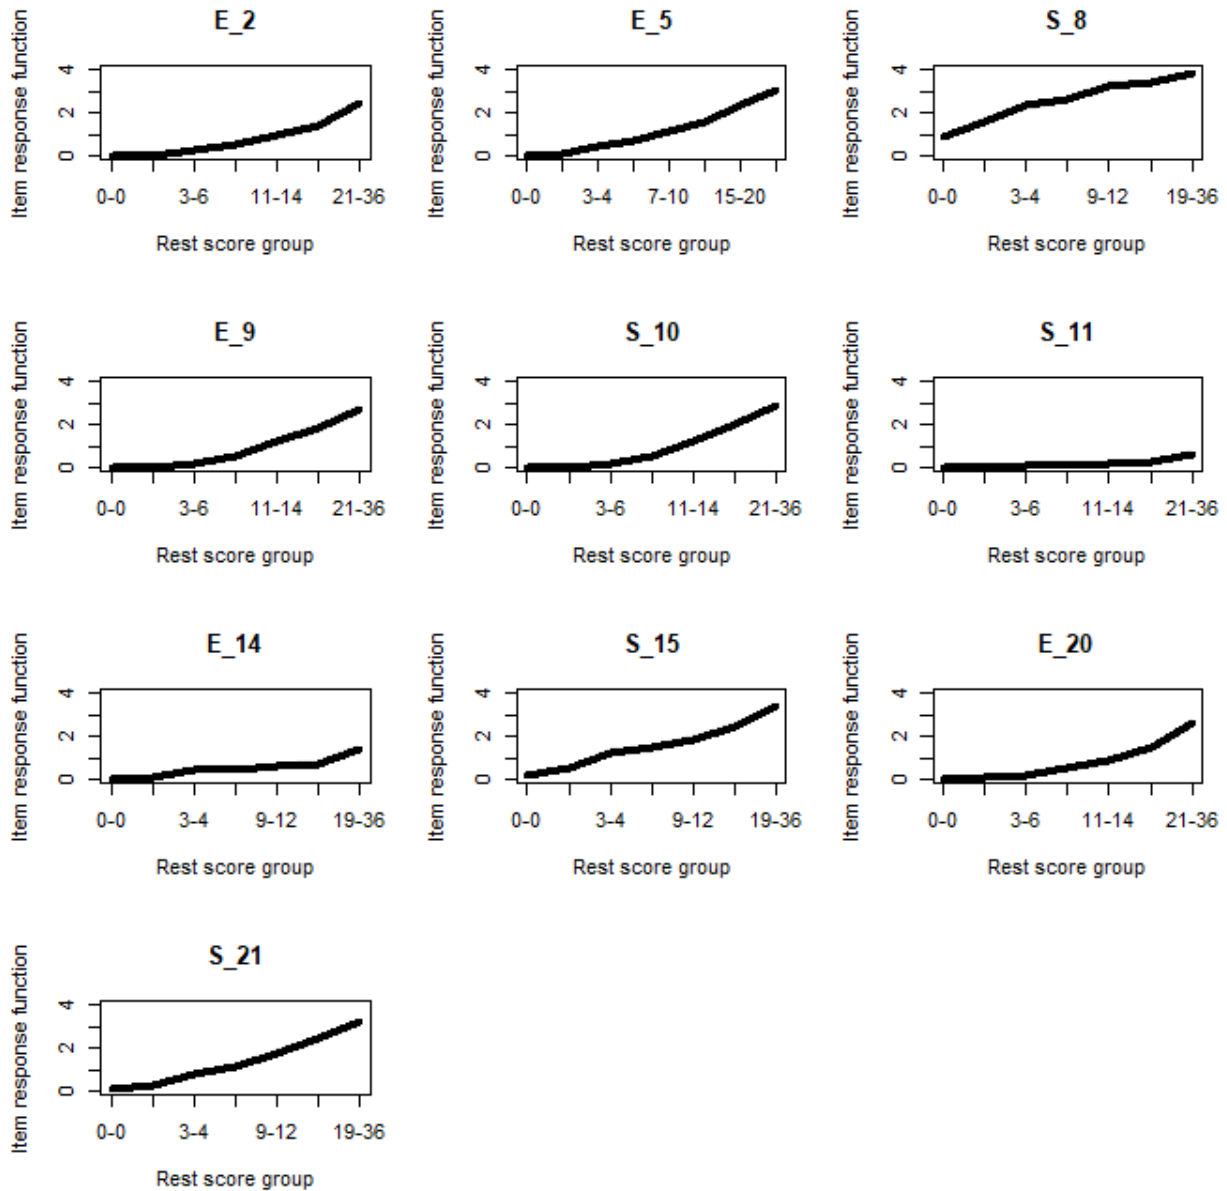 E_2
Item response function
4
2
0
0-0 3-6 11-14 21-36
Rest score group
E_5
Item response function
4
2
0
0-0 3-4 7-10 15-20
Rest score group
S_8
Item response function
4
2
0
0-0 3-4 9-12 19-36
Rest score group
E_9
Item response function
4
2
0
0-0 3-6 11-14 21-36
Rest score group
S_10
Item response function
4
2
0
0-0 3-6 11-14 21-36
Rest score group
S_11
Item response function
4
2
0
0-0 3-6 11-14 21-36
Rest score group
E_14
Item response function
4
2
0
0-0 3-4 9-12 19-36
Rest score group
S_15
Item response function
4
2
0
0-0 3-4 9-12 19-36
Rest score group
E_20
Item response function
4
2
0
0-0 3-6 11-14 21-36
Rest score group
S_21
Item response function
4
2
0
0-0 3-4 9-12 19-36
Rest score group